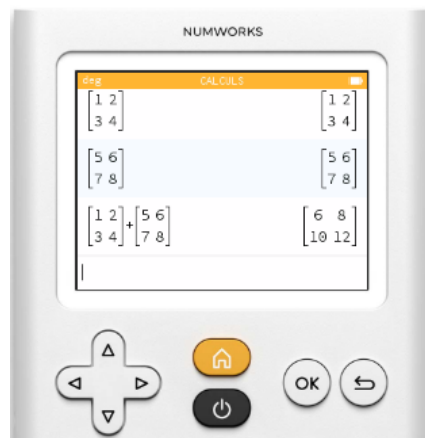 NUMWORKS
deg CALCULS
[1 2
3 4] [1 2
3 4]
[5 6
7 8] [5 6
7 8]
[1 2
3 4]+[5 6
7 8] [6 8
10 12]
OK